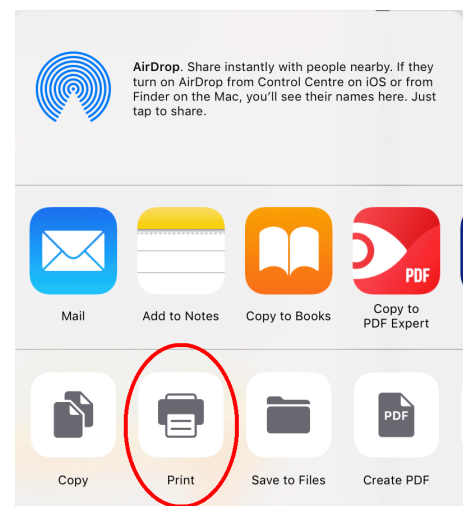 AirDrop. Share instantly with people nearby. If they
turn on AirDrop from Control Centre on iOS or from
Finder on the Mac, you’ll see their names here. Just
tap to share.
PDF
Mail
Add to Notes
Copy to Books
Copy to
PDF Expert
PDF
Copy
Print
Save to Files
Create PDF